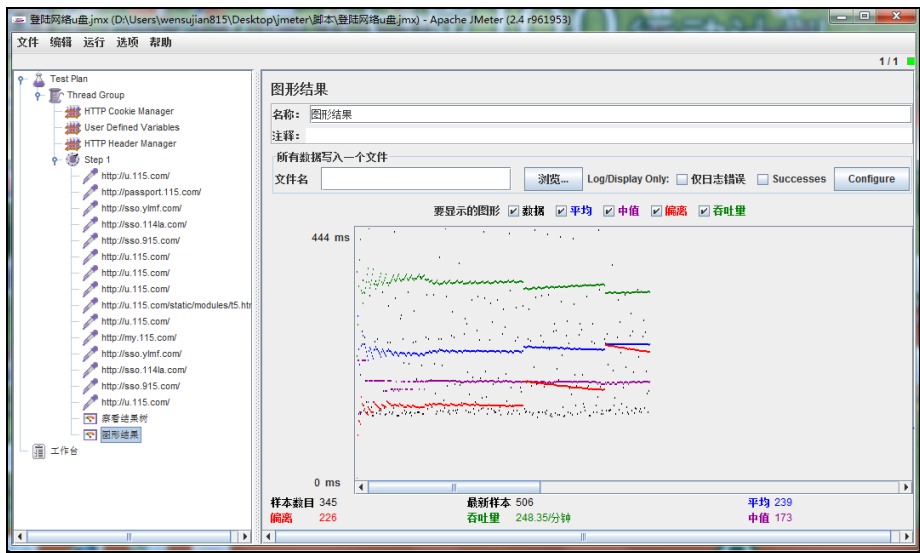 登陆网络u盘.jmx (D:\Users\wensujian815\Desktop\jmeter\脚本\登陆网络u盘.jmx) - Apache JMeter (2.4 r961953)
文件 编辑 运行 选项 帮助
1 / 1
Test Plan
Thread Group
HTTP Cookie Manager
User Defined Variables
HTTP Header Manager
Step 1
http://u.115.com/
http://passport.115.com/
http://sso.ylmf.com/
http://sso.114la.com/
http://sso.915.com/
http://u.115.com/
http://u.115.com/
http://u.115.com/
http://u.115.com/static/modules/t5.htr
http://u.115.com/
http://my.115.com/
http://sso.ylmf.com/
http://sso.114la.com/
http://sso.915.com/
http://u.115.com/
察看结果树
图形结果
工作台
图形结果
名称: 图形结果
注释:
所有数据写入一个文件
文件名 浏览... Log/Display Only: 仅日志错误 Successes Configure
要显示的图形 数据 平均 中值 偏离 吞吐量
444 ms
0 ms
样本数目 345 最新样本 506 平均 239
偏离 226 吞吐量 248.35/分钟 中值 173